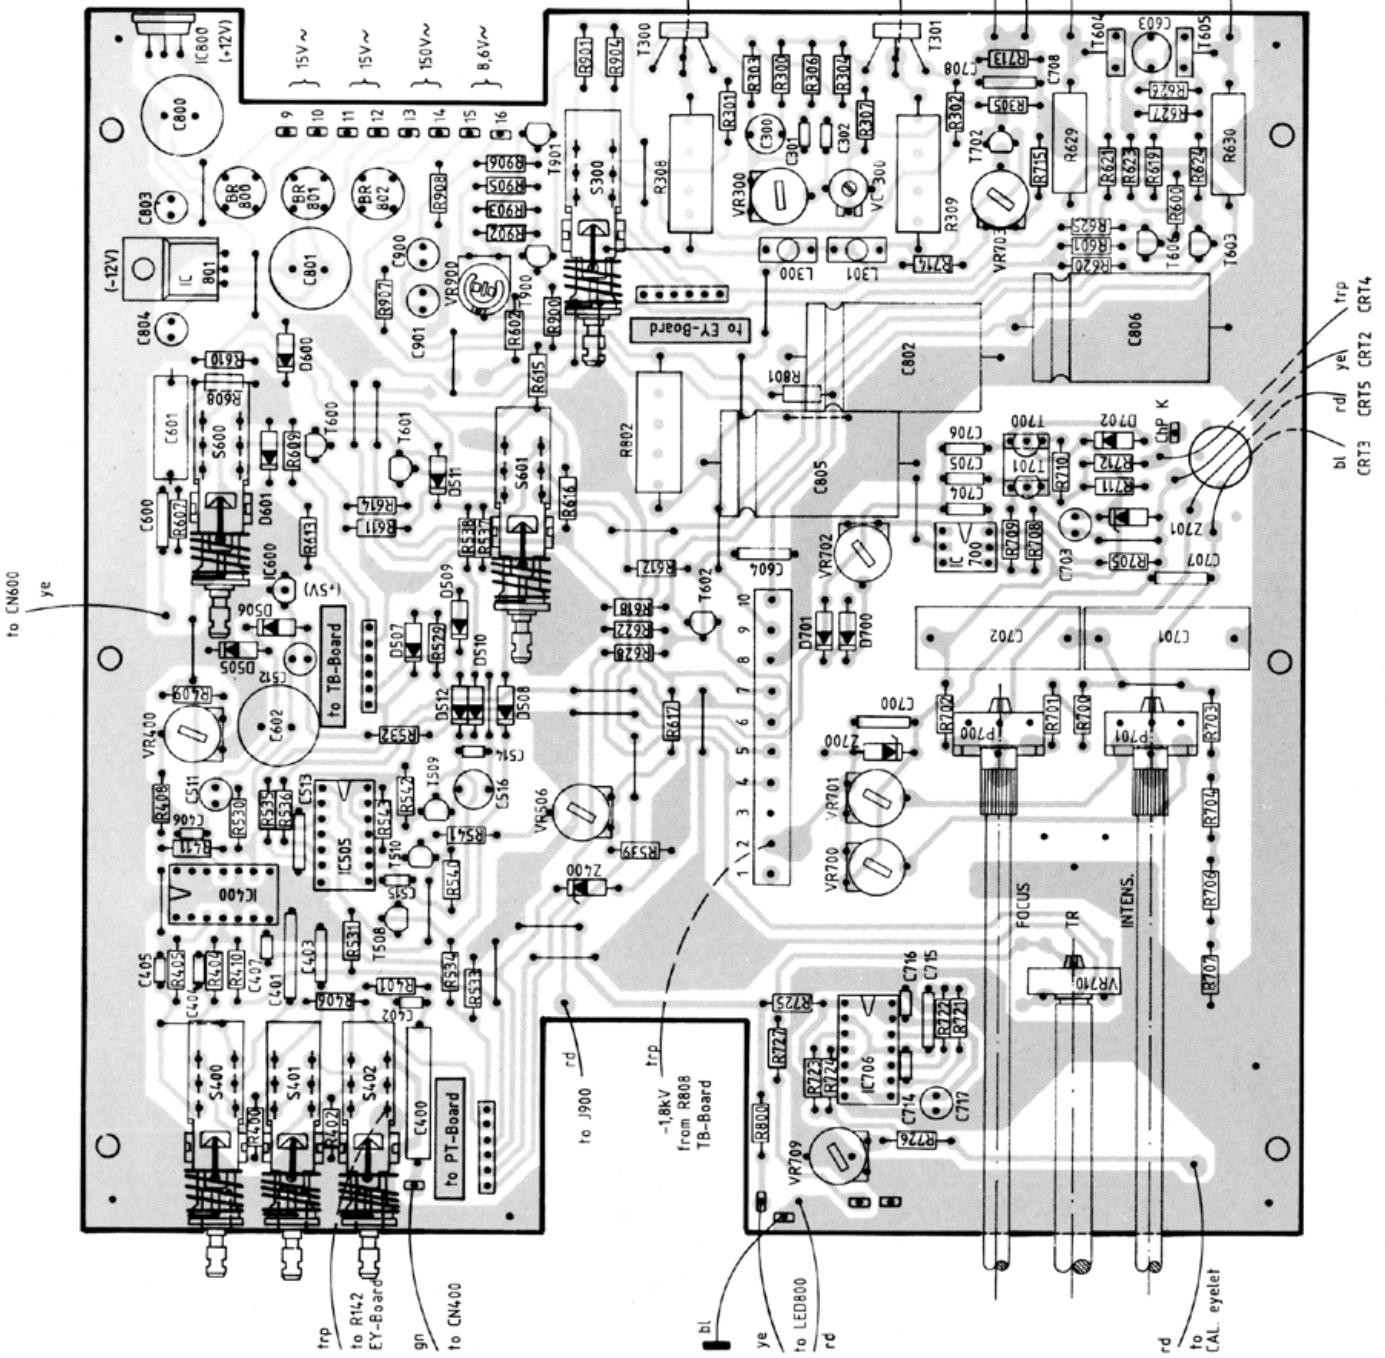 IC800
(+12V)
15V~
15V~
150V~
8,6V~
R901
R904
T300
T301
T604
C603
T605
C800
9
10
11
12
13
14
15
16
T901
S300
R301
R303
R300
R306
R304
R307
R302
C708
R713
C708
R305
R629
R626
R627
R630
C300
C301
C302
T702
R715
R621
R623
R619
R624
R600
C803
BR
800
BR
801
BR
802
R908
R906
R905
R903
R902
R308
VR300
VC300
R309
VR703
R625
R601
R620
T606
T603
(-12V)
IC
801
C801
C900
VR900
T900
L300
L301
R714
C804
R907
C901
R602
R900
to EY-Board
C802
C806
trp
CRT4
ye
CRT2
rd
CRT5
bl
CRT3
R610
D600
R608
R615
R801
C601
S600
R609
T600
T601
D511
S601
R802
C805
C706
C705
C704
T700
T701
R710
D702
R712
R711
ChP K
C600
R607
D601
R614
R611
R613
R538
R537
R616
IC
700
R709
R708
C703
Z701
R705
C707
to CN600
ye
IC600
(+5V)
D506
D505
C512
D507
R529
D509
D510
R612
T602
C604
VR702
R618
R622
R628
10
9
8
7
6
5
4
3
2
1
D701
D700
C702
C701
to TB-Board
R409
VR400
C602
D512
D508
R532
R617
C700
Z700
R702
P700
R701
R700
P701
R703
C514
C511
R408
C406
R411
R530
R535
R536
C513
IC505
R543
R542
T509
C516
R541
T510
C515
R540
VR506
R539
Z400
VR701
VR700
R704
R706
IC400
T508
R531
FOCUS
TR
INTENS.
C405
R405
C404
R404
R410
C407
C401
C403
R406
R401
C402
R534
R533
R725
C716
C715
VR710
R707
S400
S401
S402
R400
R402
C400
to PT-Board
rd
to J900
trp
-1,8kV
from R808
TB-Board
R727
R723
R724
IC706
R722
R721
C714
C717
R800
VR709
R726
trp
to R142
EY-Board
gn
to CN400
bl
ye
to LED800
rd
rd
to
CAL. eyelet